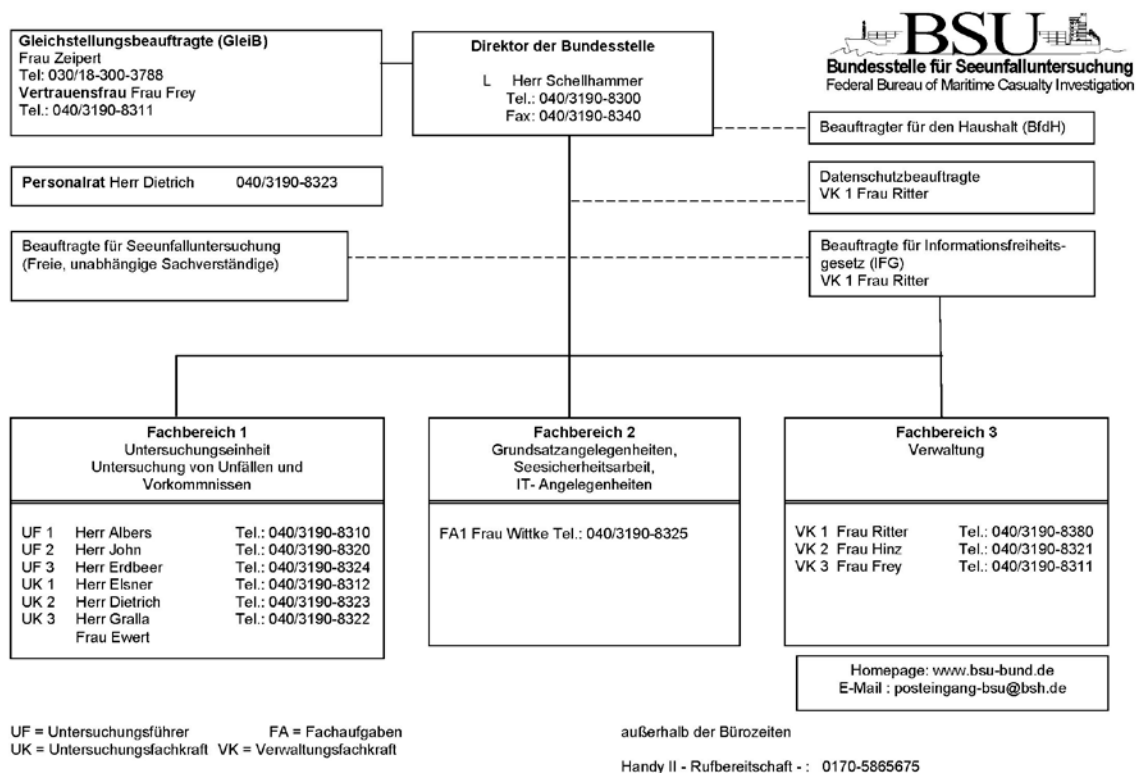 Gleichstellungsbeauftragte (GleiB)
Frau Zeipert
Tel: 030/18-300-3788
Vertrauensfrau Frau Frey
Tel.: 040/3190-8311
Direktor der Bundesstelle
L Herr Schellhammer
Tel.: 040/3190-8300
Fax: 040/3190-8340
BSU
Bundesstelle für Seeunfalluntersuchung
Federal Bureau of Maritime Casualty Investigation
Beauftragter für den Haushalt (BfdH)
Personalrat Herr Dietrich 040/3190-8323
Datenschutzbeauftragte
VK 1 Frau Ritter
Beauftragte für Seeunfalluntersuchung
(Freie, unabhängige Sachverständige)
Beauftragte für Informationsfreiheits-
gesetz (IFG)
VK 1 Frau Ritter
Fachbereich 1
Untersuchungseinheit
Untersuchung von Unfällen und
Vorkommnissen
UF 1 Herr Albers Tel.: 040/3190-8310
UF 2 Herr John Tel.: 040/3190-8320
UF 3 Herr Erdbeer Tel.: 040/3190-8324
UK 1 Herr Elsner Tel.: 040/3190-8312
UK 2 Herr Dietrich Tel.: 040/3190-8323
UK 3 Herr Gralla Tel.: 040/3190-8322
Frau Ewert
Fachbereich 2
Grundsatzangelegenheiten,
Seesicherheitsarbeit,
IT- Angelegenheiten
FA1 Frau Wittke Tel.: 040/3190-8325
Fachbereich 3
Verwaltung
VK 1 Frau Ritter Tel.: 040/3190-8380
VK 2 Frau Hinz Tel.: 040/3190-8321
VK 3 Frau Frey Tel.: 040/3190-8311
Homepage: www.bsu-bund.de
E-Mail : posteingang-bsu@bsh.de
UF = Untersuchungsführer FA = Fachaufgaben
UK = Untersuchungsfachkraft VK = Verwaltungsfachkraft
außerhalb der Bürozeiten
Handy II - Rufbereitschaft - : 0170-5865675